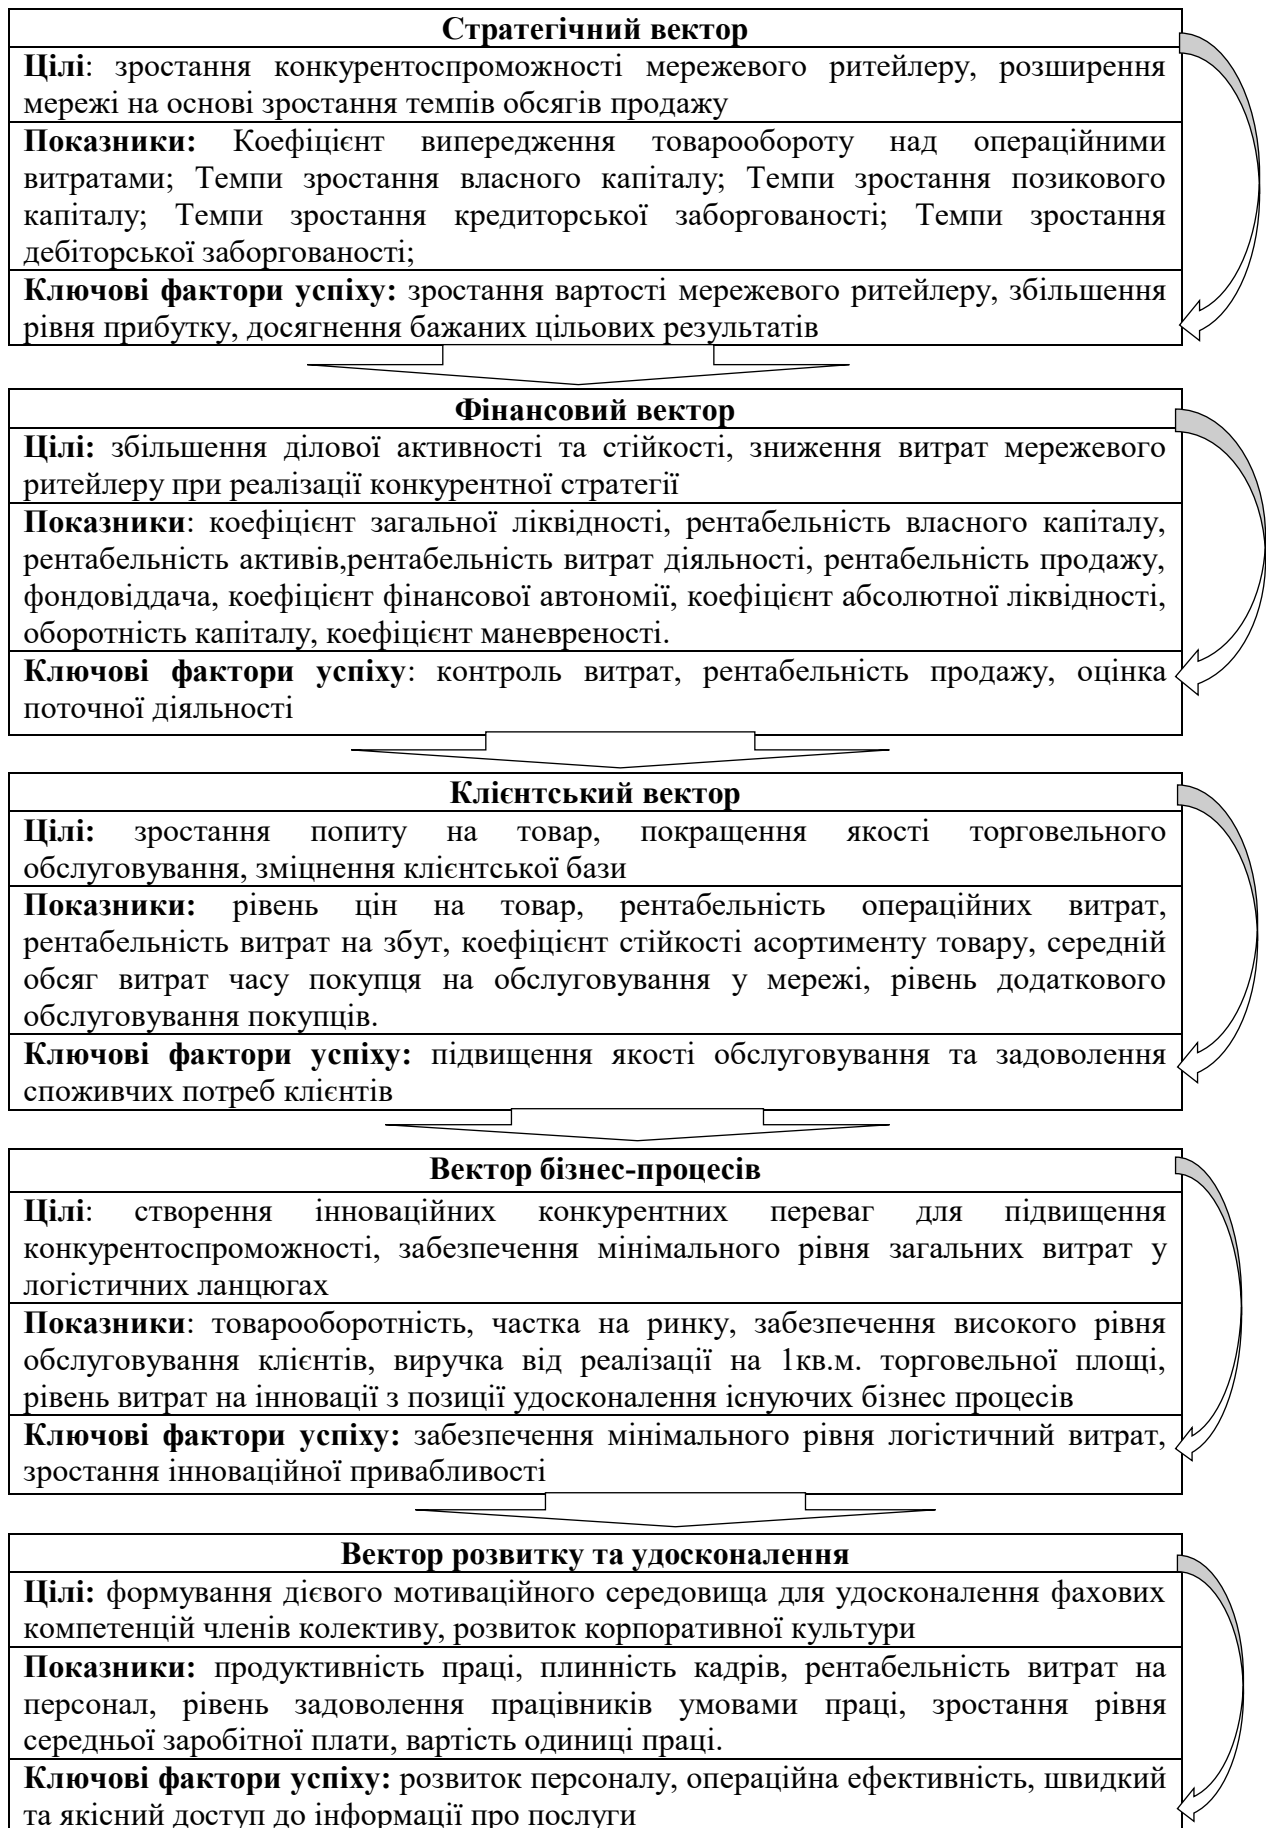 Стратегічний вектор
Цілі: зростання конкурентоспроможності мережевого ритейлеру, розширення
мережі на основі зростання темпів обсягів продажу
Показники: Коефіцієнт випередження товарообороту над операційними
витратами; Темпи зростання власного капіталу; Темпи зростання позикового
капіталу; Темпи зростання кредиторської заборгованості; Темпи зростання
дебіторської заборгованості;
Ключові фактори успіху: зростання вартості мережевого ритейлеру, збільшення
рівня прибутку, досягнення бажаних цільових результатів
Фінансовий вектор
Цілі: збільшення ділової активності та стійкості, зниження витрат мережевого
ритейлеру при реалізації конкурентної стратегії
Показники: коефіцієнт загальної ліквідності, рентабельність власного капіталу,
рентабельність активів,рентабельність витрат діяльності, рентабельність продажу,
фондовіддача, коефіцієнт фінансової автономії, коефіцієнт абсолютної ліквідності,
оборотність капіталу, коефіцієнт маневреності.
Ключові фактори успіху: контроль витрат, рентабельність продажу, оцінка
поточної діяльності
Клієнтський вектор
Цілі: зростання попиту на товар, покращення якості торговельного
обслуговування, зміцнення клієнтської бази
Показники: рівень цін на товар, рентабельність операційних витрат,
рентабельність витрат на збут, коефіцієнт стійкості асортименту товару, середній
обсяг витрат часу покупця на обслуговування у мережі, рівень додаткового
обслуговування покупців.
Ключові фактори успіху: підвищення якості обслуговування та задоволення
споживчих потреб клієнтів
Вектор бізнес-процесів
Цілі: створення інноваційних конкурентних переваг для підвищення
конкурентоспроможності, забезпечення мінімального рівня загальних витрат у
логістичних ланцюгах
Показники: товарооборотність, частка на ринку, забезпечення високого рівня
обслуговування клієнтів, виручка від реалізації на 1кв.м. торговельної площі,
рівень витрат на інновації з позиції удосконалення існуючих бізнес процесів
Ключові фактори успіху: забезпечення мінімального рівня логістичний витрат,
зростання інноваційної привабливості
Вектор розвитку та удосконалення
Цілі: формування дієвого мотиваційного середовища для удосконалення фахових
компетенцій членів колективу, розвиток корпоративної культури
Показники: продуктивність праці, плинність кадрів, рентабельність витрат на
персонал, рівень задоволення працівників умовами праці, зростання рівня
середньої заробітної плати, вартість одиниці праці.
Ключові фактори успіху: розвиток персоналу, операційна ефективність, швидкий
та якісний доступ до інформації про послуги